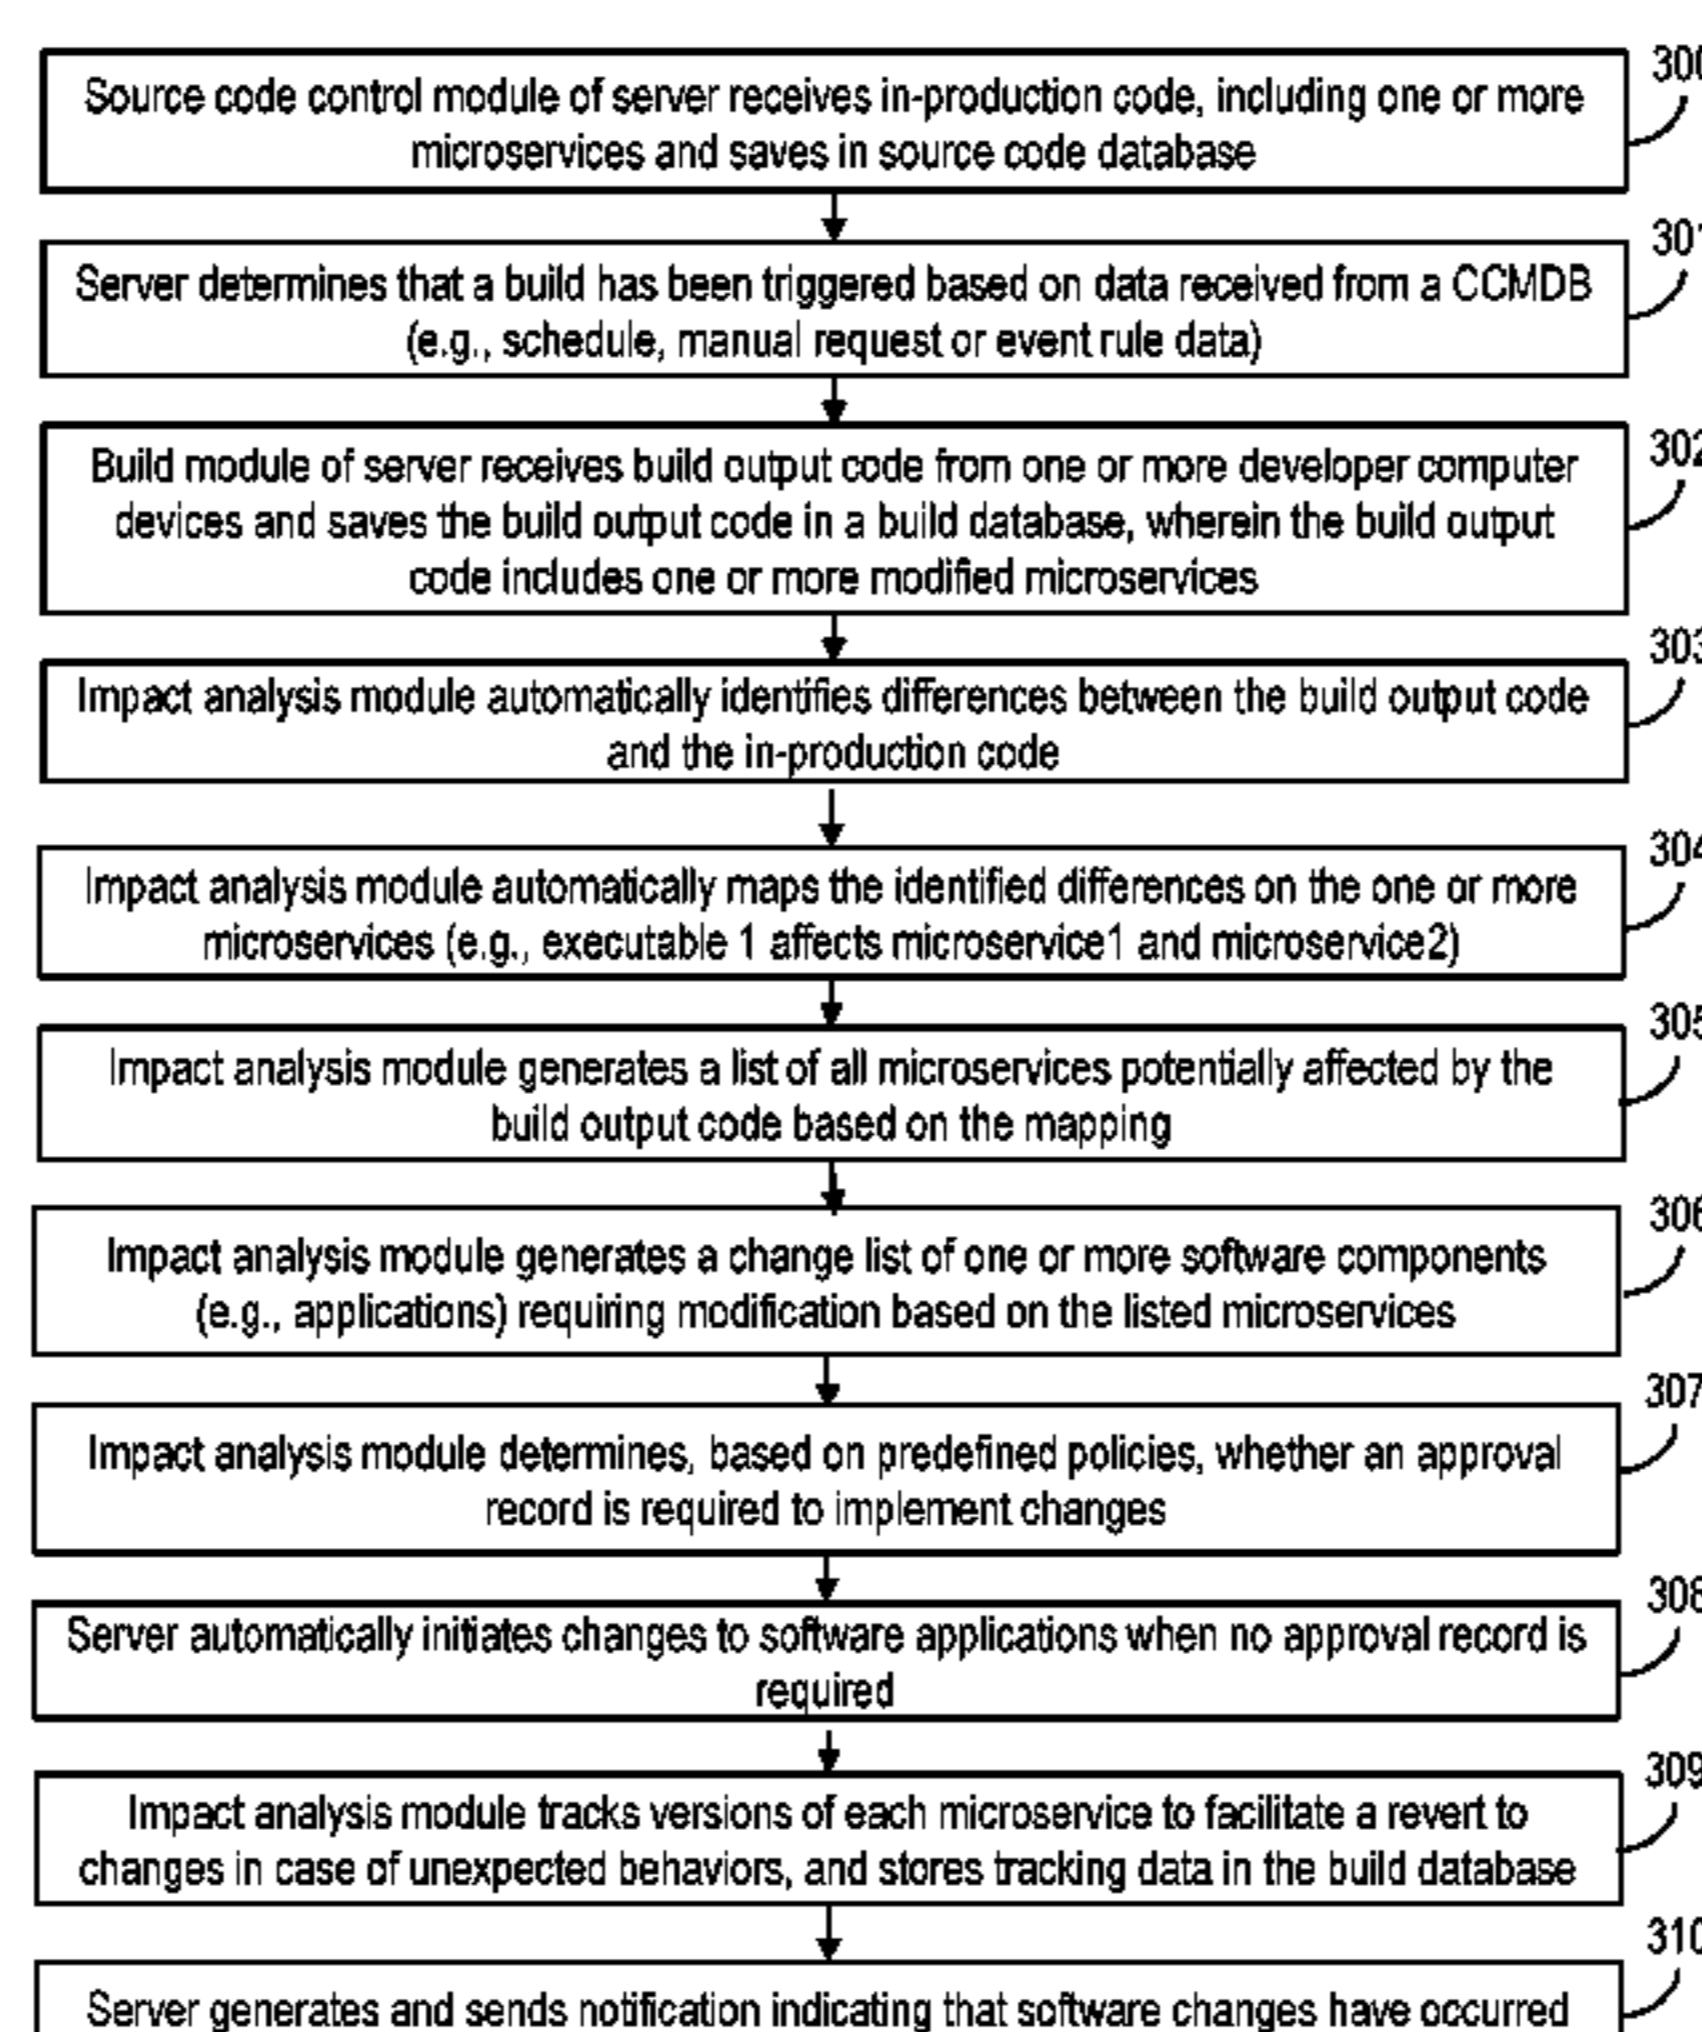 300
Source code control module of server receives in-production code, including one or more
microservices and saves in source code database
301
Server determines that a build has been triggered based on data received from a CCMDB
(e.g., schedule, manual request or event rule data)
302
Build module of server receives build output code from one or more developer computer
devices and saves the build output code in a build database, wherein the build output
code includes one or more modified microservices
303
Impact analysis module automatically identifies differences between the build output code
and the in-production code
304
Impact analysis module automatically maps the identified differences on the one or more
microservices (e.g., executable 1 affects microservice1 and microservice2)
305
Impact analysis module generates a list of all microservices potentially affected by the
build output code based on the mapping
306
Impact analysis module generates a change list of one or more software components
(e.g., applications) requiring modification based on the listed microservices
307
Impact analysis module determines, based on predefined policies, whether an approval
record is required to implement changes
308
Server automatically initiates changes to software applications when no approval record is
required
309
Impact analysis module tracks versions of each microservice to facilitate a revert to
changes in case of unexpected behaviors, and stores tracking data in the build database
310
Server generates and sends notification indicating that software changes have occurred